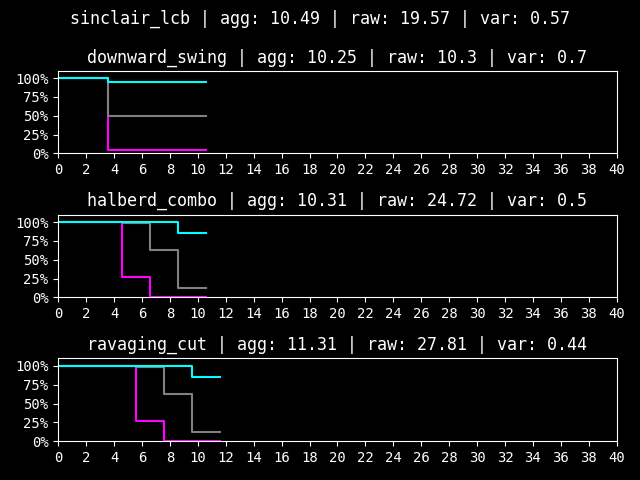 sinclair_lcb | agg: 10.49 | raw: 19.57 | var: 0.57
downward_swing | agg: 10.25 | raw: 10.3 | var: 0.7
100%
75%
50%
25%
0%
0 2 4 6 8 10 12 14 16 18 20 22 24 26 28 30 32 34 36 38 40
halberd_combo | agg: 10.31 | raw: 24.72 | var: 0.5
100%
75%
50%
25%
0%
0 2 4 6 8 10 12 14 16 18 20 22 24 26 28 30 32 34 36 38 40
ravaging_cut | agg: 11.31 | raw: 27.81 | var: 0.44
100%
75%
50%
25%
0%
0 2 4 6 8 10 12 14 16 18 20 22 24 26 28 30 32 34 36 38 40